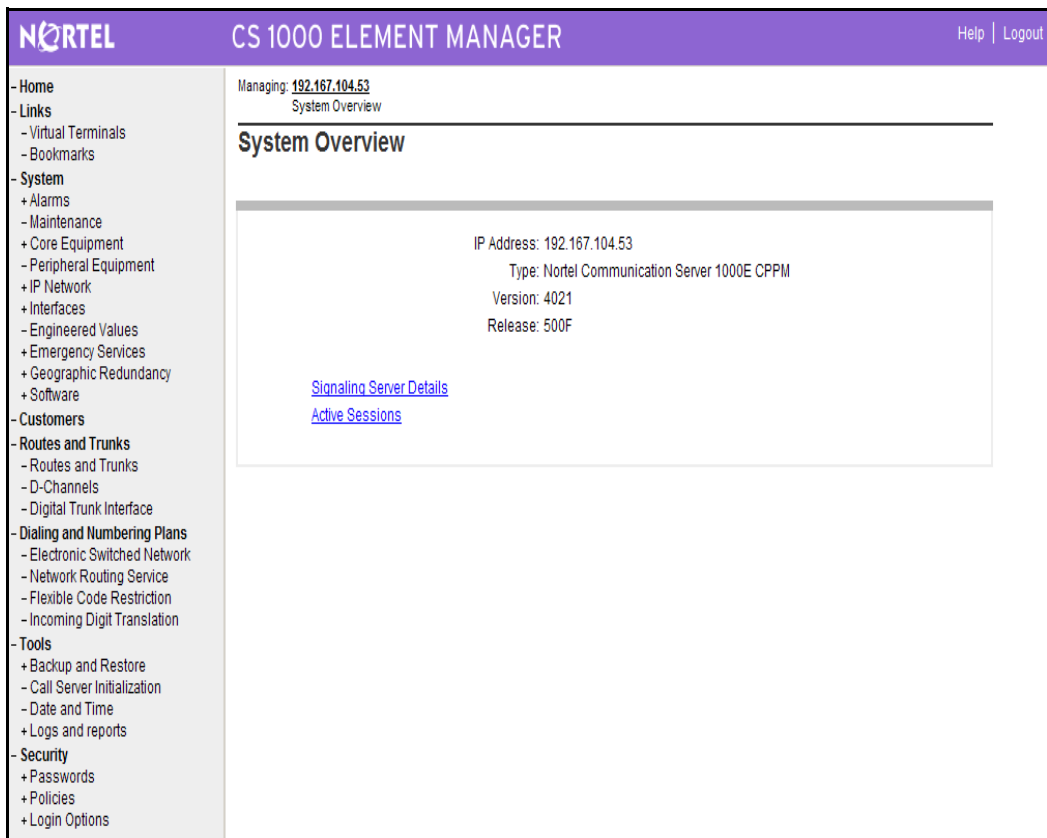 NORTEL
CS 1000 ELEMENT MANAGER
Help | Logout
– Home
– Links
– Virtual Terminals
– Bookmarks
– System
+ Alarms
– Maintenance
+ Core Equipment
– Peripheral Equipment
+ IP Network
+ Interfaces
– Engineered Values
+ Emergency Services
+ Geographic Redundancy
+ Software
– Customers
– Routes and Trunks
– Routes and Trunks
– D-Channels
– Digital Trunk Interface
– Dialing and Numbering Plans
– Electronic Switched Network
– Network Routing Service
– Flexible Code Restriction
– Incoming Digit Translation
– Tools
+ Backup and Restore
– Call Server Initialization
– Date and Time
+ Logs and reports
– Security
+ Passwords
+ Policies
+ Login Options
Managing: 192.167.104.53
System Overview
System Overview
IP Address: 192.167.104.53
Type: Nortel Communication Server 1000E CPPM
Version: 4021
Release: 500F
Signaling Server Details
Active Sessions